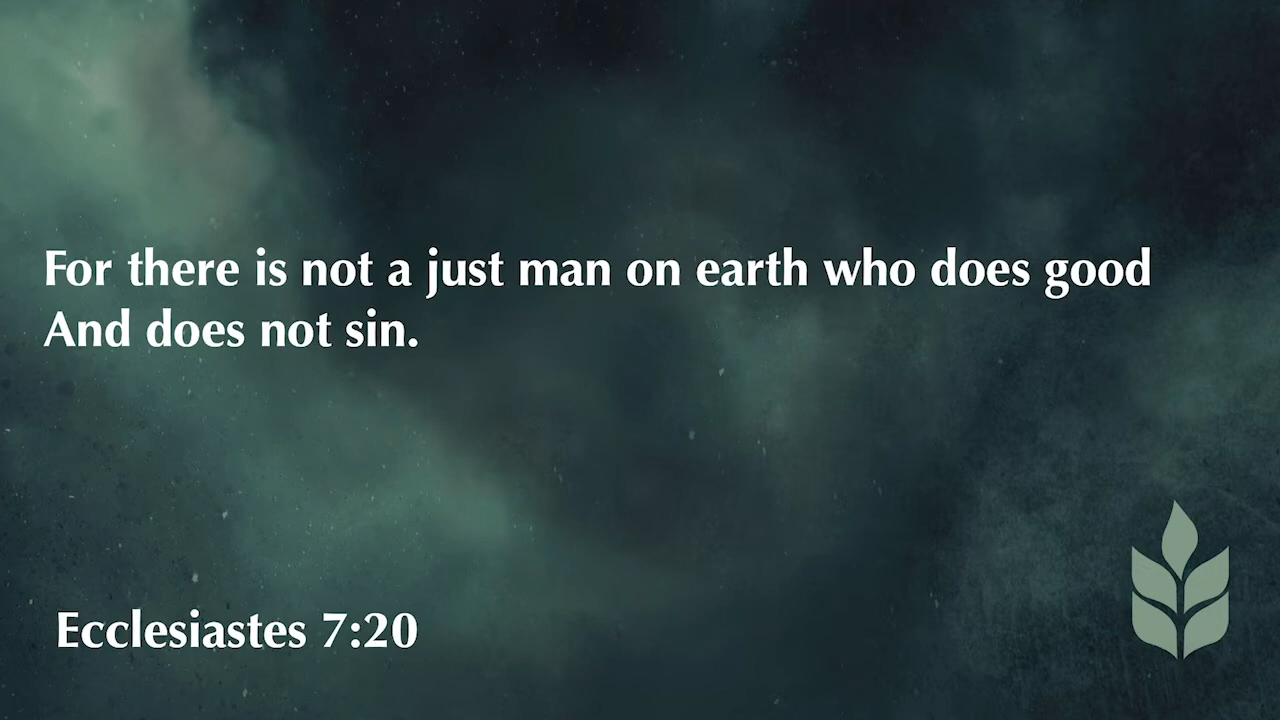 For there is not a just man on earth who does good
And does not sin.
Ecclesiastes 7:20